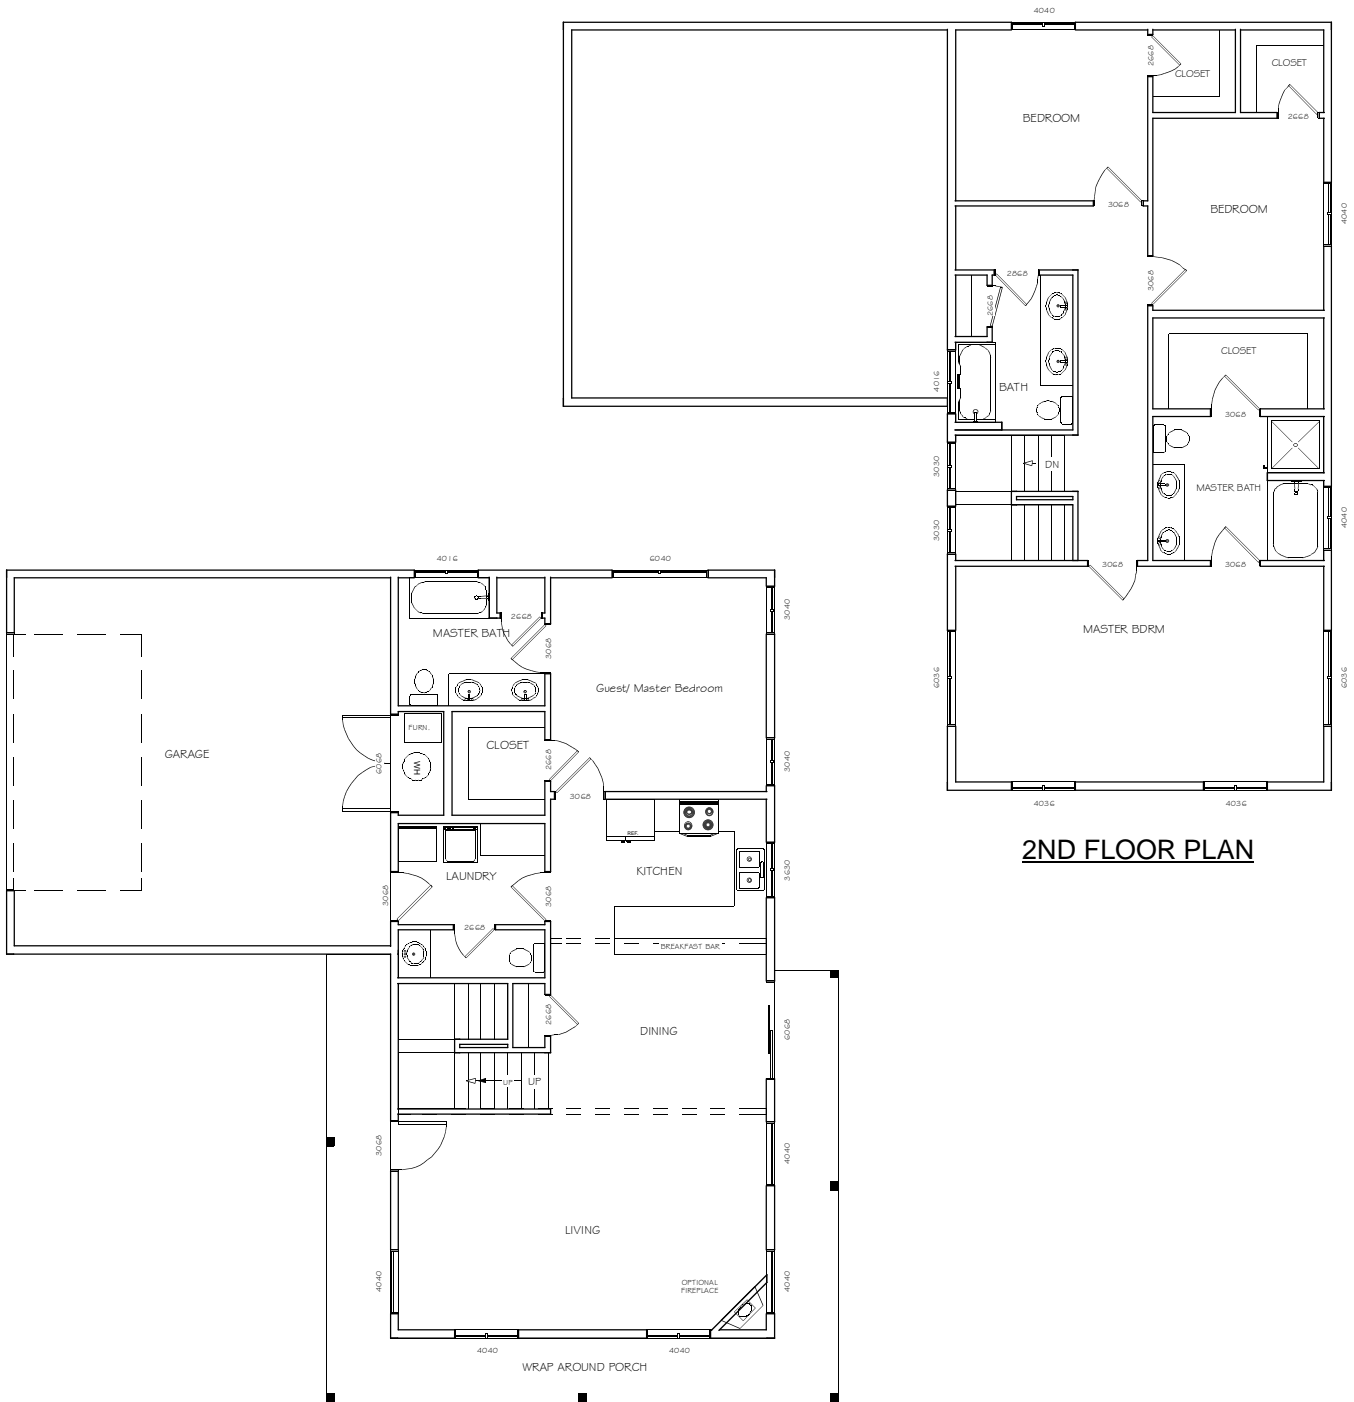 4040
2668
CLOSET
CLOSET
2668
BEDROOM
3068
BEDROOM
4040
2868
3068
2668
CLOSET
4016
BATH
3068
3030
DN
MASTER BATH
4040
3030
3068
3068
MASTER BDRM
6036
6036
4036
4036
2ND FLOOR PLAN
4016
6040
3040
2668
MASTER BATH
3068
Guest/ Master Bedroom
FURN.
CLOSET
GARAGE
6068
WH
2668
3040
3068
REF.
KITCHEN
3630
LAUNDRY
3068
3068
2668
BREAKFAST BAR
2668
DINING
6068
UP
UP
3068
4040
LIVING
4040
OPTIONAL
FIREPLACE
4040
4040
4040
WRAP AROUND PORCH